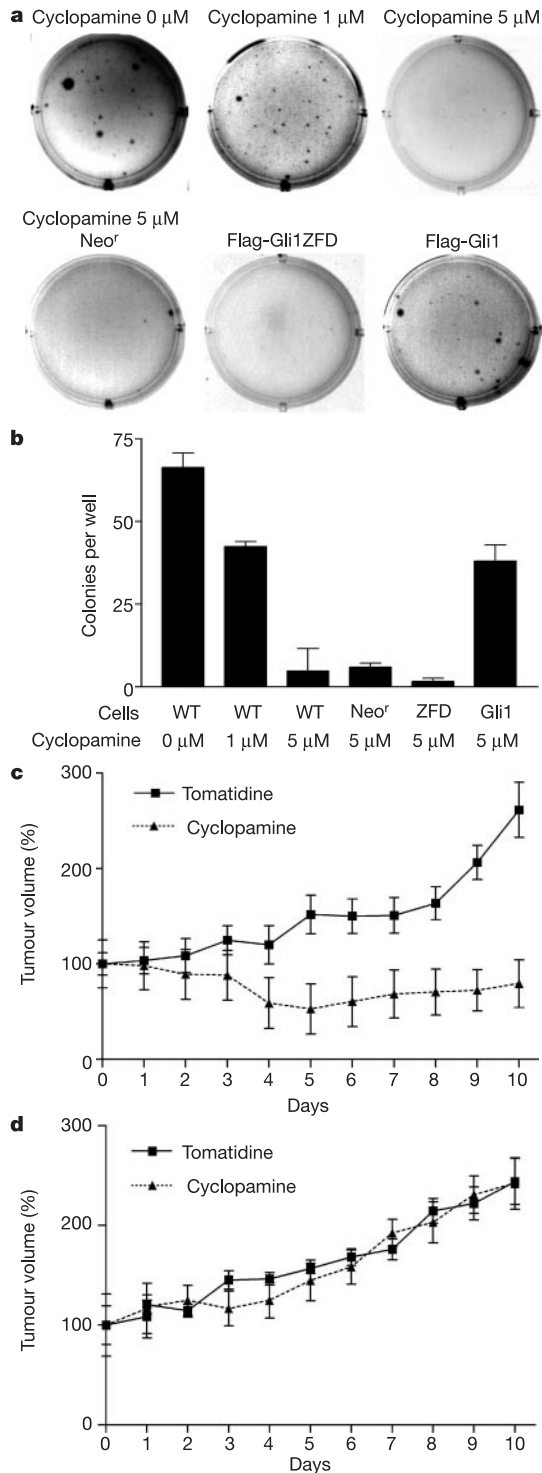 a
Cyclopamine 0 μM Cyclopamine 1 μM Cyclopamine 5 μM
Cyclopamine 5 μM
Neoʳ Flag-Gli1ZFD Flag-Gli1
b
75
50
25
0
Colonies per well
Cells WT WT WT Neoʳ ZFD Gli1
Cyclopamine 0 μM 1 μM 5 μM 5 μM 5 μM 5 μM
c
300
200
100
0
Tumour volume (%)
Tomatidine
Cyclopamine
0 1 2 3 4 5 6 7 8 9 10
Days
d
300
200
100
0
Tumour volume (%)
Tomatidine
Cyclopamine
0 1 2 3 4 5 6 7 8 9 10
Days